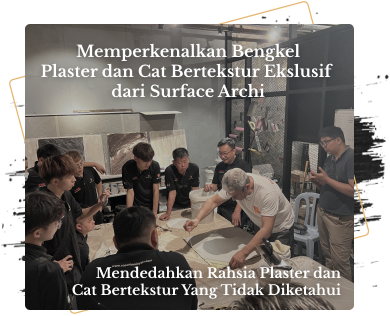 Memperkenalkan Bengkel
Plaster dan Cat Bertekstur Ekslusif
dari Surface Archi
Mendedahkan Rahsia Plaster dan
Cat Bertekstur Yang Tidak Diketahui